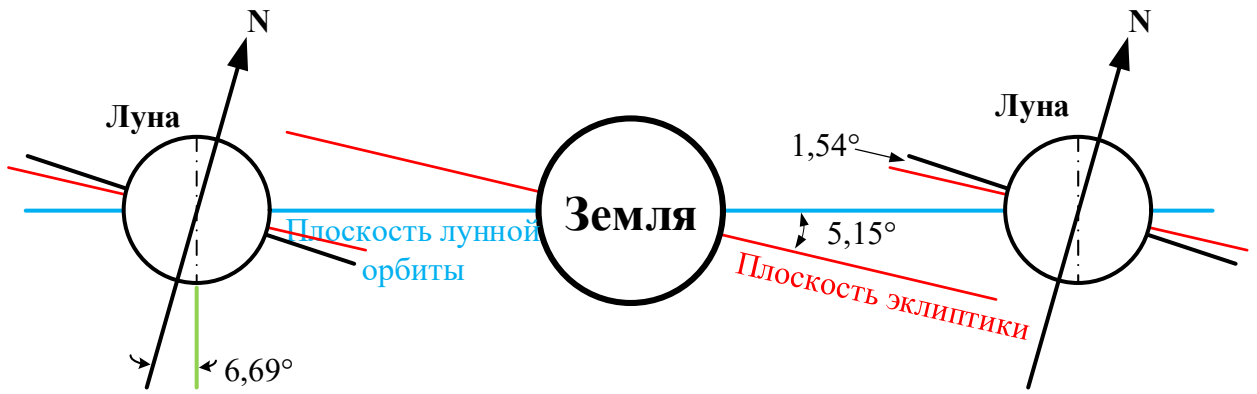 N
N
Луна
Луна
1,54°
Земля
Плоскость лунной
орбиты
5,15°
Плоскость эклиптики
6,69°